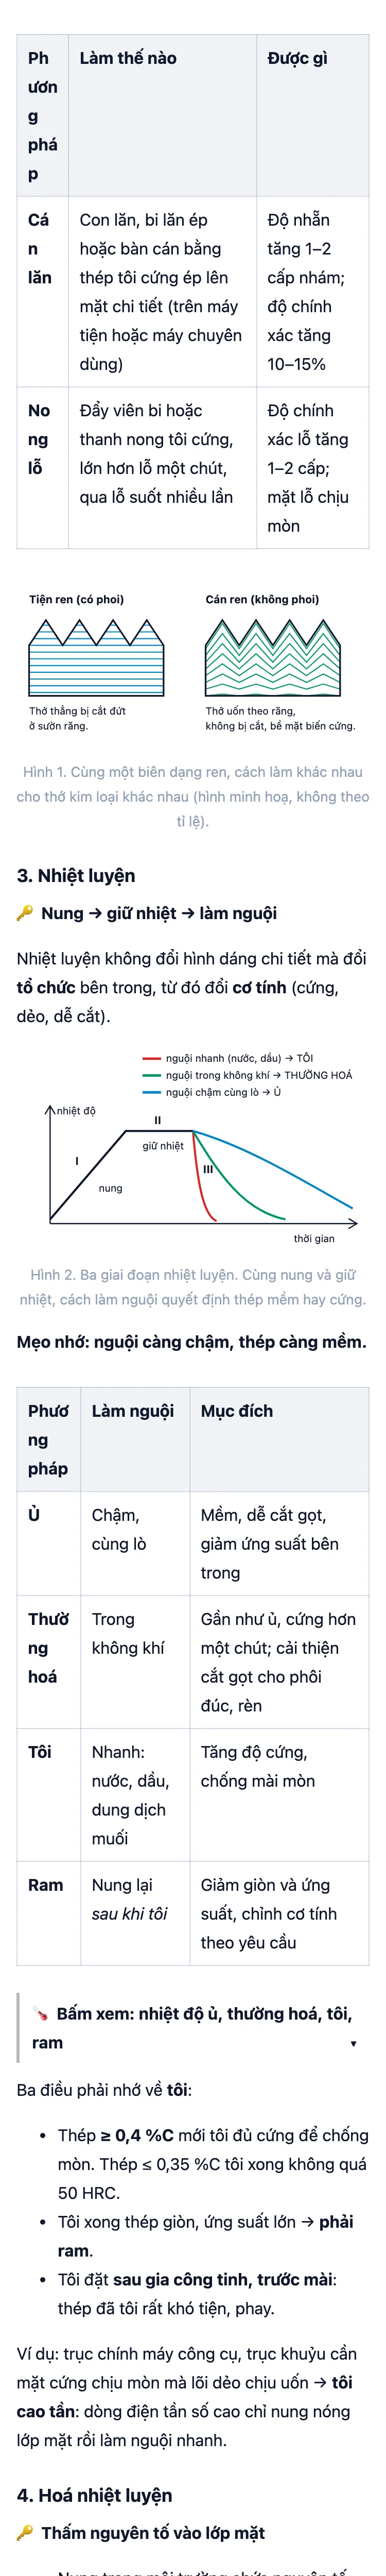 Ph
ươn
g
phá
p
Làm thế nào
Được gì
Cá
n
lăn
Con lăn, bi lăn ép
hoặc bàn cán bằng
thép tôi cứng ép lên
mặt chi tiết (trên máy
tiện hoặc máy chuyên
dùng)
Độ nhẵn
tăng 1–2
cấp nhám;
độ chính
xác tăng
10–15%
No
ng
lỗ
Đẩy viên bi hoặc
thanh nong tôi cứng,
lớn hơn lỗ một chút,
qua lỗ suốt nhiều lần
Độ chính
xác lỗ tăng
1–2 cấp;
mặt lỗ chịu
mòn
Tiện ren (có phoi)
Thớ thẳng bị cắt đứt
ở sườn răng.
Cán ren (không phoi)
Thớ uốn theo răng,
không bị cắt, bề mặt biến cứng.
Hình 1. Cùng một biên dạng ren, cách làm khác nhau
cho thớ kim loại khác nhau (hình minh hoạ, không theo
tỉ lệ).
3. Nhiệt luyện
🔑 Nung → giữ nhiệt → làm nguội
Nhiệt luyện không đổi hình dáng chi tiết mà đổi
tổ chức bên trong, từ đó đổi cơ tính (cứng,
dẻo, dễ cắt).
nguội nhanh (nước, dầu) → TÔI
nguội trong không khí → THƯỜNG HOÁ
nguội chậm cùng lò → Ủ
nhiệt độ
II
giữ nhiệt
I
III
nung
thời gian
Hình 2. Ba giai đoạn nhiệt luyện. Cùng nung và giữ
nhiệt, cách làm nguội quyết định thép mềm hay cứng.
Mẹo nhớ: nguội càng chậm, thép càng mềm.
Phươ
ng
pháp
Làm nguội
Mục đích
Ủ
Chậm,
cùng lò
Mềm, dễ cắt gọt,
giảm ứng suất bên
trong
Thườ
ng
hoá
Trong
không khí
Gần như ủ, cứng hơn
một chút; cải thiện
cắt gọt cho phôi
đúc, rèn
Tôi
Nhanh:
nước, dầu,
dung dịch
muối
Tăng độ cứng,
chống mài mòn
Ram
Nung lại
sau khi tôi
Giảm giòn và ứng
suất, chỉnh cơ tính
theo yêu cầu
🌡️ Bấm xem: nhiệt độ ủ, thường hoá, tôi,
ram ▼
Ba điều phải nhớ về tôi:
• Thép ≥ 0,4 %C mới tôi đủ cứng để chống
mòn. Thép ≤ 0,35 %C tôi xong không quá
50 HRC.
• Tôi xong thép giòn, ứng suất lớn → phải
ram.
• Tôi đặt sau gia công tinh, trước mài:
thép đã tôi rất khó tiện, phay.
Ví dụ: trục chính máy công cụ, trục khuỷu cần
mặt cứng chịu mòn mà lõi dẻo chịu uốn → tôi
cao tần: dòng điện tần số cao chỉ nung nóng
lớp mặt rồi làm nguội nhanh.
4. Hoá nhiệt luyện
🔑 Thấm nguyên tố vào lớp mặt